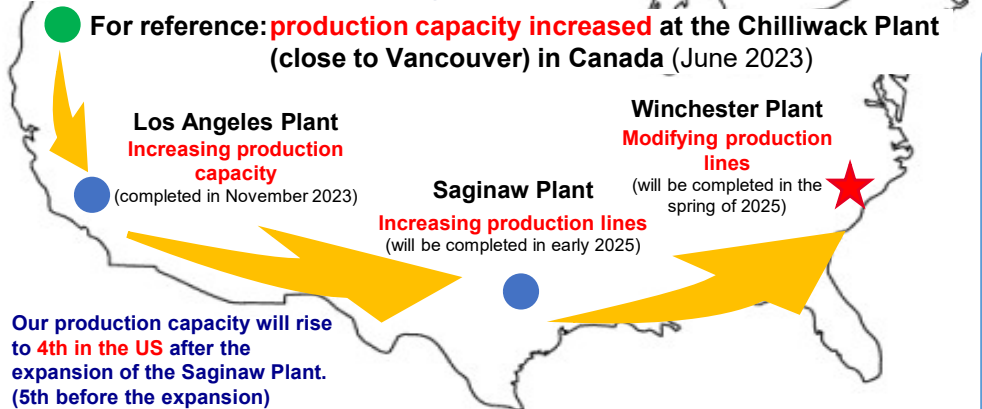 For reference: production capacity increased at the Chilliwack Plant
(close to Vancouver) in Canada (June 2023)
Los Angeles Plant
Increasing production
capacity
(completed in November 2023)
Saginaw Plant
Increasing production lines
(will be completed in early 2025)
Winchester Plant
Modifying production
lines
(will be completed in the
spring of 2025)
Our production capacity will rise
to 4th in the US after the
expansion of the Saginaw Plant.
(5th before the expansion)